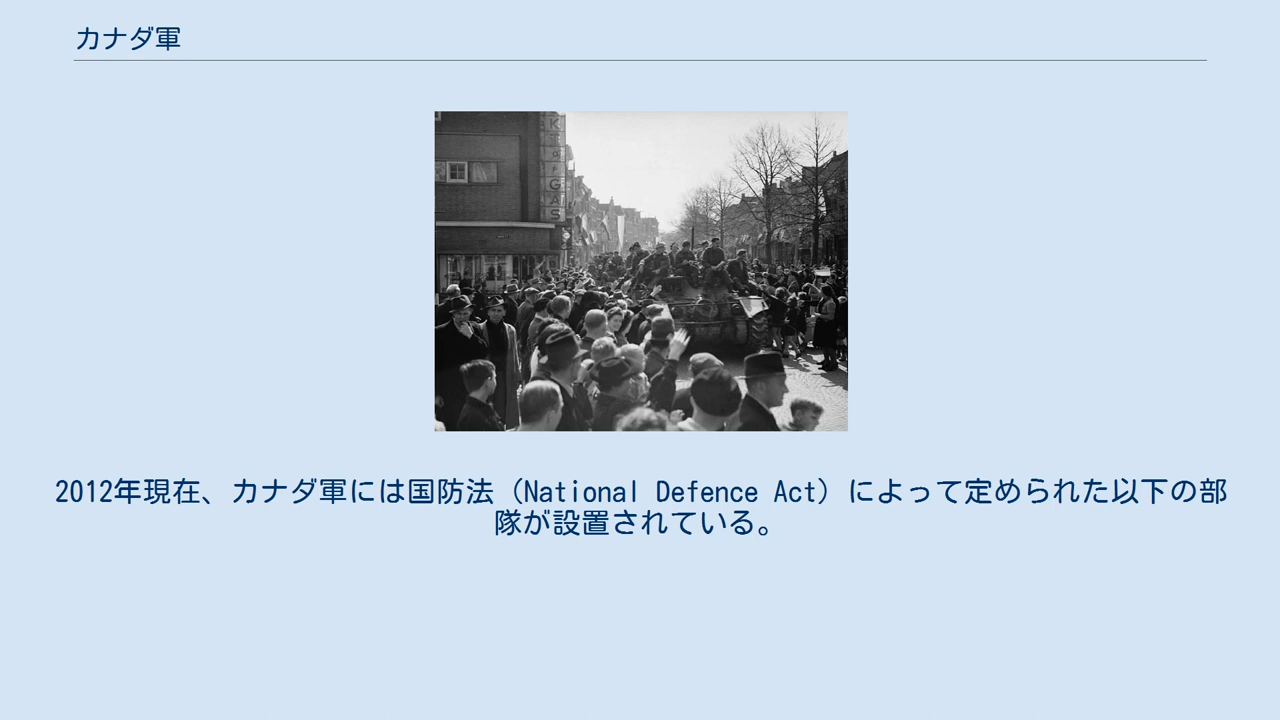 カナダ軍
GAS
2012年現在、カナダ軍には国防法（National Defence Act）によって定められた以下の部
隊が設置されている。